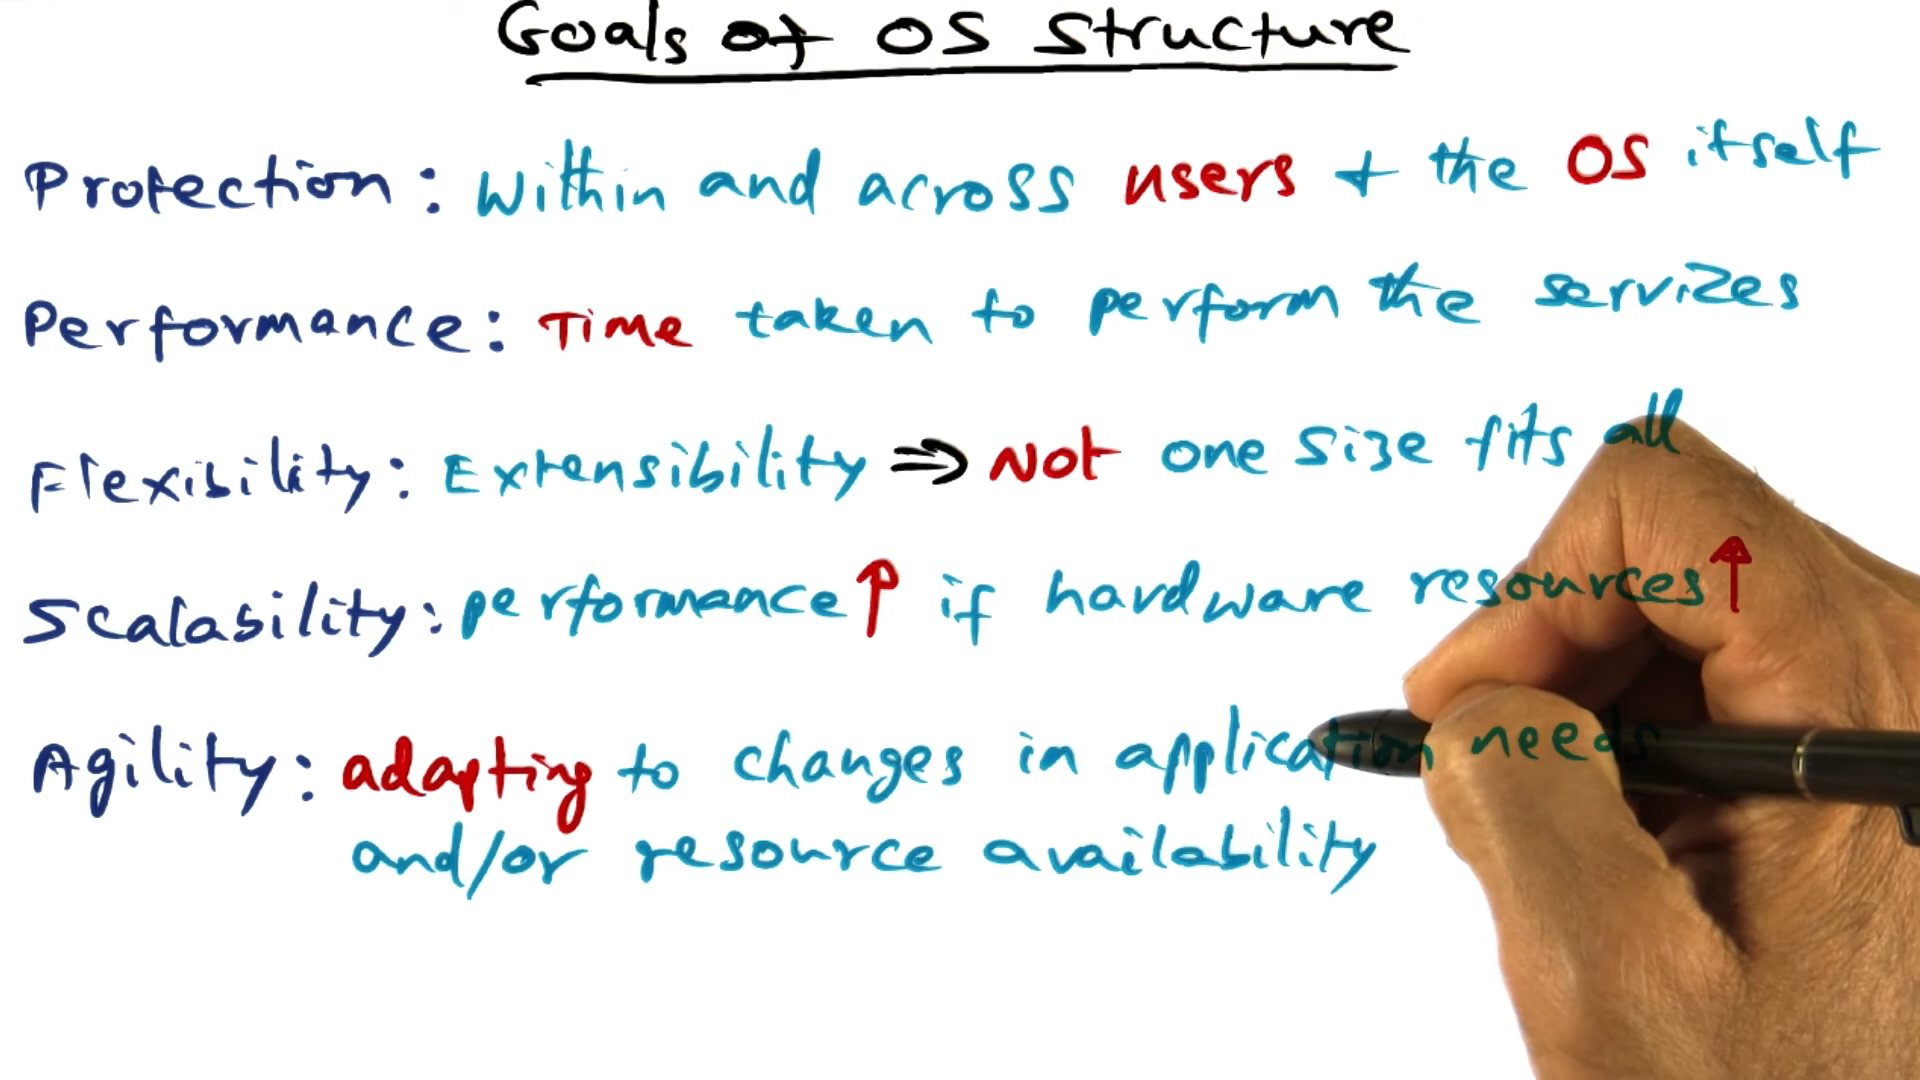 Goals of OS Structure
Protection: Within and across users + the OS itself
Performance: Time taken to perform the services
Flexibility: Extensibility ⇒ Not one size fits all
Scalability: performance↑ if hardware resources↑
Agility: adapting to changes in application needs
and/or resource availability